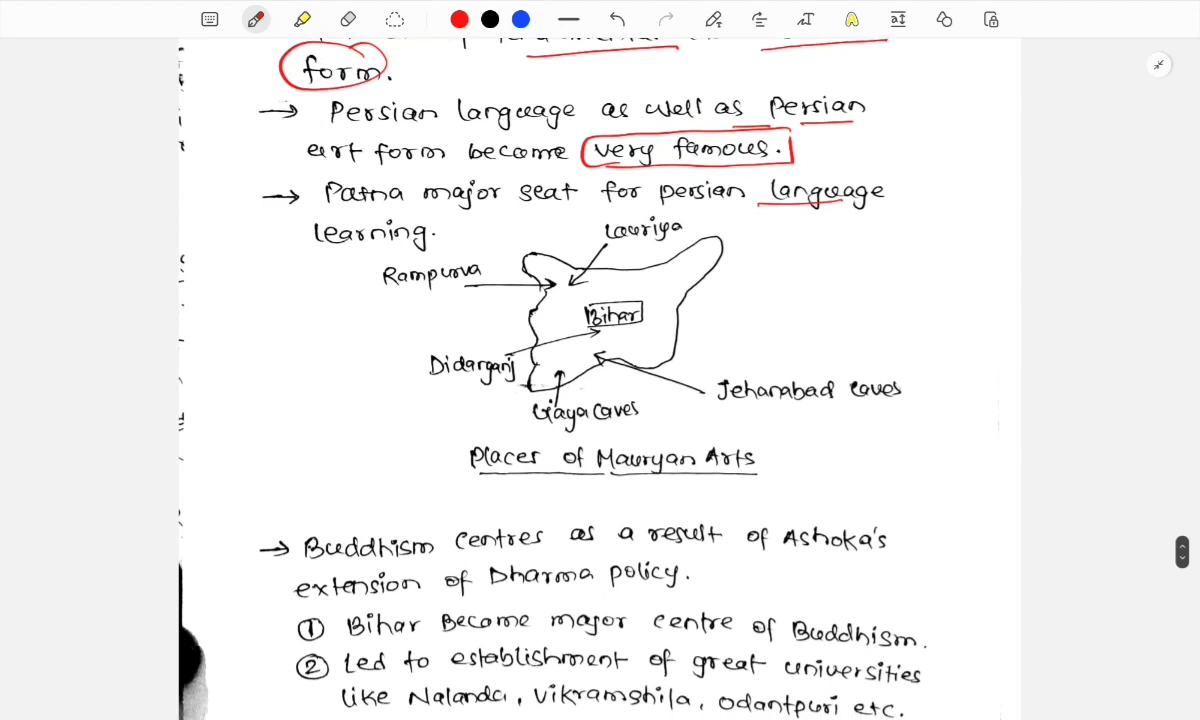 form.
→ Persian language as well as Persian
art form become very famous.
→ Patna major seat for persian language
learning.
Lauriya
Rampurva
Bihar
Didarganj
Jehanabad caves
Gaya caves
Places of Mauryan Arts
→ Buddhism centres as a result of Ashoka's
extension of Dharma policy.
① Bihar Become major centre of Buddhism.
② Led to establishment of great universities
like Nalanda, Vikramshila, Odantpuri etc.